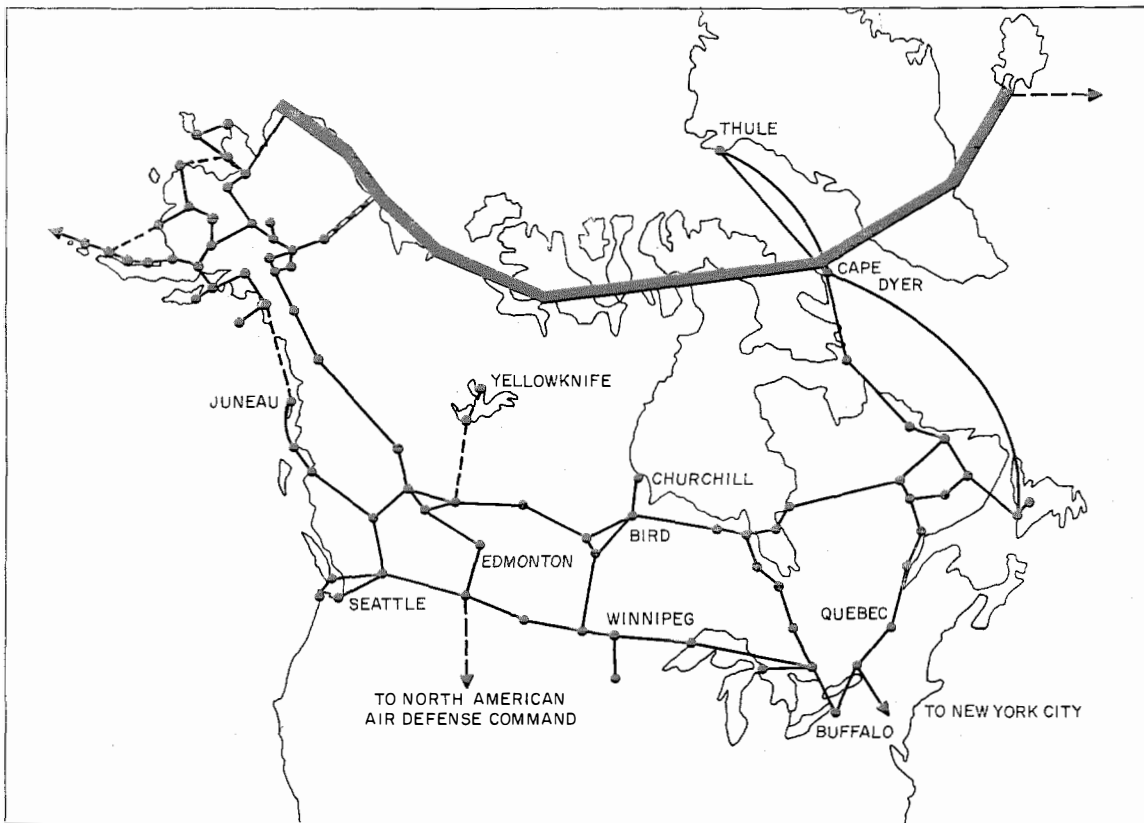 THULE
CAPE
DYER
YELLOWKNIFE
JUNEAU
CHURCHILL
BIRD
EDMONTON
SEATTLE
WINNIPEG
QUEBEC
TO NORTH AMERICAN
AIR DEFENSE COMMAND
TO NEW YORK CITY
BUFFALO